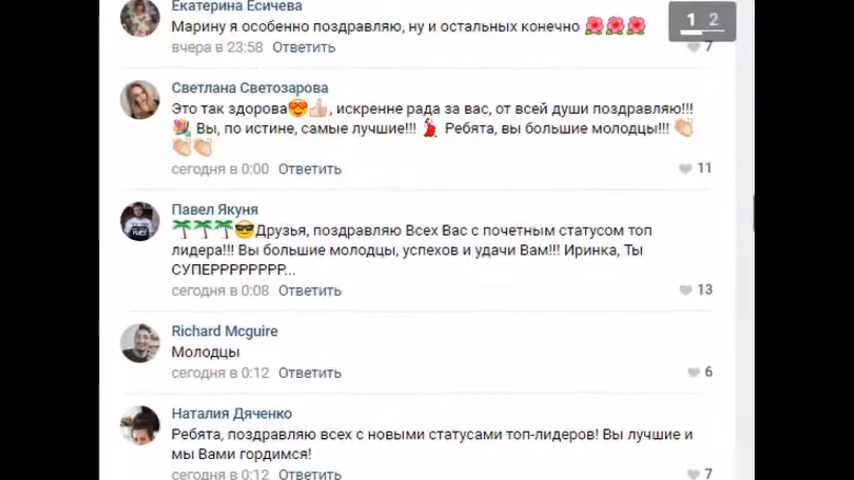 Екатерина Есичева
Марину я особенно поздравляю, ну и остальных конечно 🌺🌺🌺
вчера в 23:58 Ответить
7
1 2
Светлана Светозарова
Это так здорова😍👍🏻, искренне рада за вас, от всей души поздравляю!!!
💐 Вы, по истине, самые лучшие!!! 💃 Ребята, вы большие молодцы!!! 👏🏻
👏🏻👏🏻
сегодня в 0:00 Ответить
11
Павел Якуня
🌴🌴🌴😎Друзья, поздравляю Всех Вас с почетным статусом топ
лидера!!! Вы большие молодцы, успехов и удачи Вам!!! Иринка, Ты
СУПЕРРРРРРРР...
сегодня в 0:08 Ответить
13
Richard Mcguire
Молодцы
сегодня в 0:12 Ответить
6
Наталия Дяченко
Ребята, поздравляю всех с новыми статусами топ-лидеров! Вы лучшие и
мы Вами гордимся!
сегодня в 0:12 Ответить
7